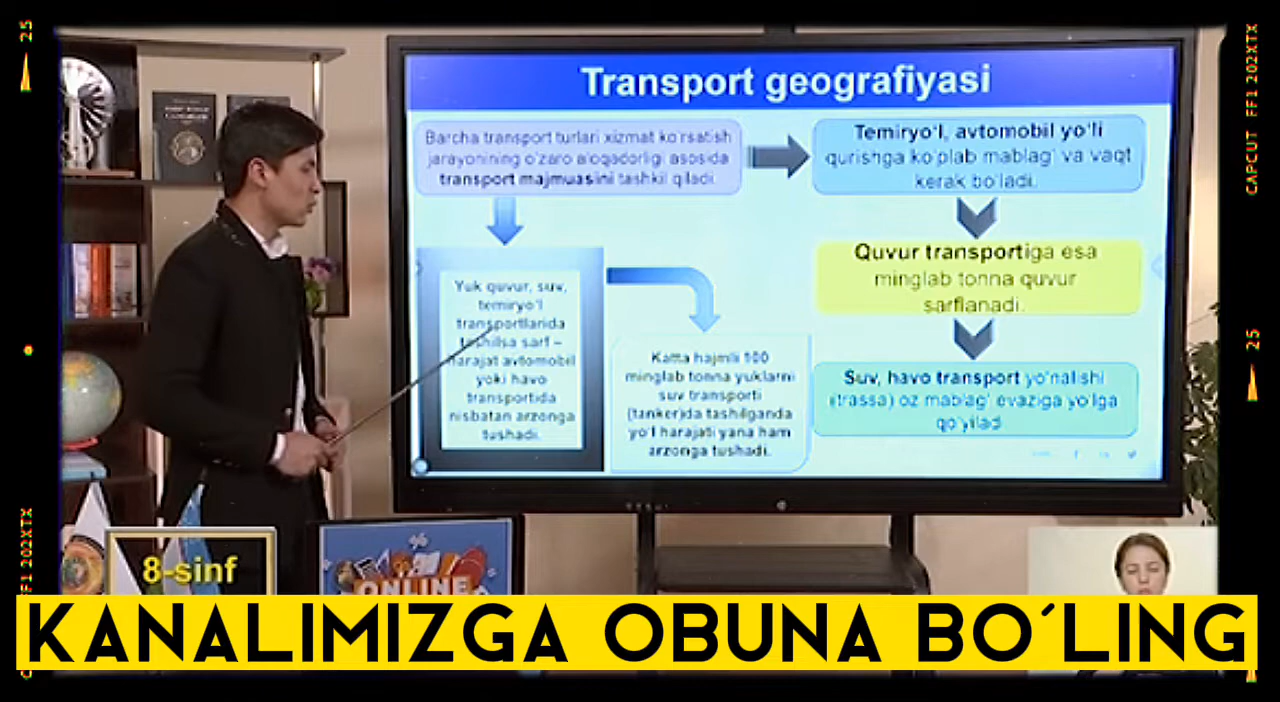 25
CAPCUT FF1 202XTX
Transport geografiyasi
Barcha transport turlari xizmat ko'rsatish
jarayonining o'zaro aloqadorligi asosida
transport majmuasini tashkil qiladi.
Temiryo'l, avtomobil yo'li
qurishga ko'plab mablag' va vaqt
kerak bo'ladi.
Quvur transportiga esa
minglab tonna quvur
sarflanadi.
Yuk quvur, suv,
temiryo'l
transportlarida
tashilsa sarf –
harajat avtomobil
yoki havo
transportida
nisbatan arzonga
tushadi.
Katta hajmli 100
minglab tonna yuklarni
suv transporti
(tanker)da tashilganda
yo'l harajati yana ham
arzonga tushadi.
Suv, havo transport yo'nalishi
(trassa) oz mablag' evaziga yo'lga
qo'yiladi
25
8-sinf
ONLINE
FF1 202XTX
KANALIMIZGA OBUNA BO´LING